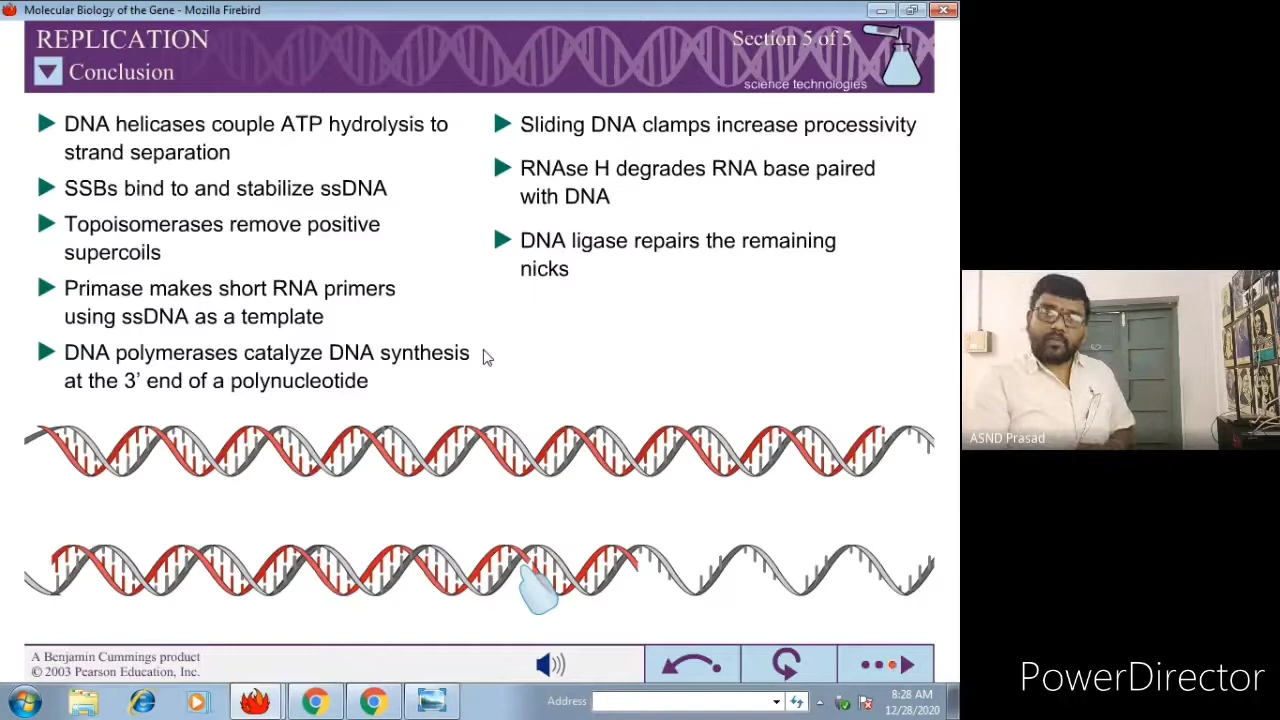 Molecular Biology of the Gene - Mozilla Firebird
REPLICATION
Section 5 of 5
Conclusion
science technologies
DNA helicases couple ATP hydrolysis to
strand separation
SSBs bind to and stabilize ssDNA
Topoisomerases remove positive
supercoils
Primase makes short RNA primers
using ssDNA as a template
DNA polymerases catalyze DNA synthesis
at the 3' end of a polynucleotide
Sliding DNA clamps increase processivity
RNAse H degrades RNA base paired
with DNA
DNA ligase repairs the remaining
nicks
ASND Prasad
A Benjamin Cummings product
© 2003 Pearson Education, Inc.
PowerDirector
Address
8:28 AM
12/28/2020